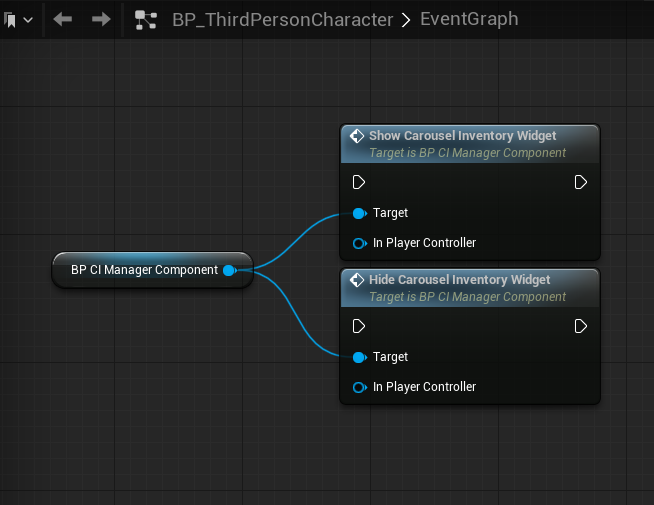 BP_ThirdPersonCharacter > EventGraph
Show Carousel Inventory Widget
Target is BP CI Manager Component
Target
In Player Controller
BP CI Manager Component
Hide Carousel Inventory Widget
Target is BP CI Manager Component
Target
In Player Controller